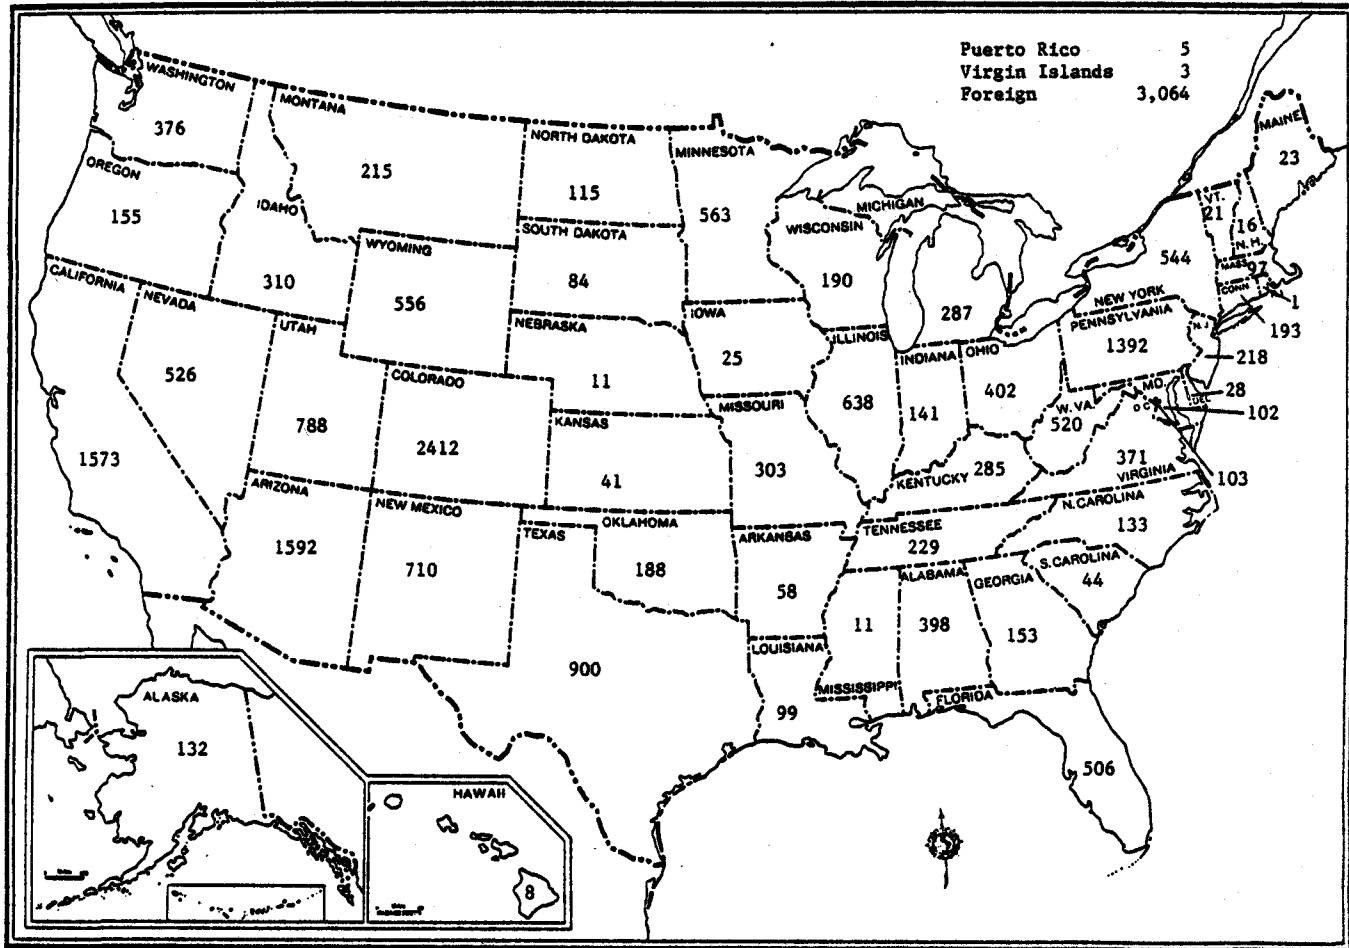 Puerto Rico 5
Virgin Islands 3
Foreign 3,064
WASHINGTON
376
MONTANA
215
NORTH DAKOTA
115
MINNESOTA
563
MAINE
23
OREGON
155
IDAHO
310
WYOMING
556
SOUTH DAKOTA
84
WISCONSIN
190
MICHIGAN
287
VT.
21
16
N.H.
544
NEW YORK
MASS
CONN
1
193
CALIFORNIA
1573
NEVADA
526
UTAH
788
COLORADO
2412
NEBRASKA
11
IOWA
25
ILLINOIS
638
INDIANA
141
OHIO
402
PENNSYLVANIA
1392
N.J.
218
MD.
DEL
28
D C
102
W. VA.
520
371
VIRGINIA
103
KANSAS
41
MISSOURI
303
KENTUCKY 285
ARIZONA
1592
NEW MEXICO
710
TEXAS
900
OKLAHOMA
188
ARKANSAS
58
TENNESSEE
229
N. CAROLINA
133
S. CAROLINA
44
MISSISSIPPI
11
ALABAMA
398
GEORGIA
153
LOUISIANA
99
FLORIDA
506
ALASKA
132
HAWAII
8